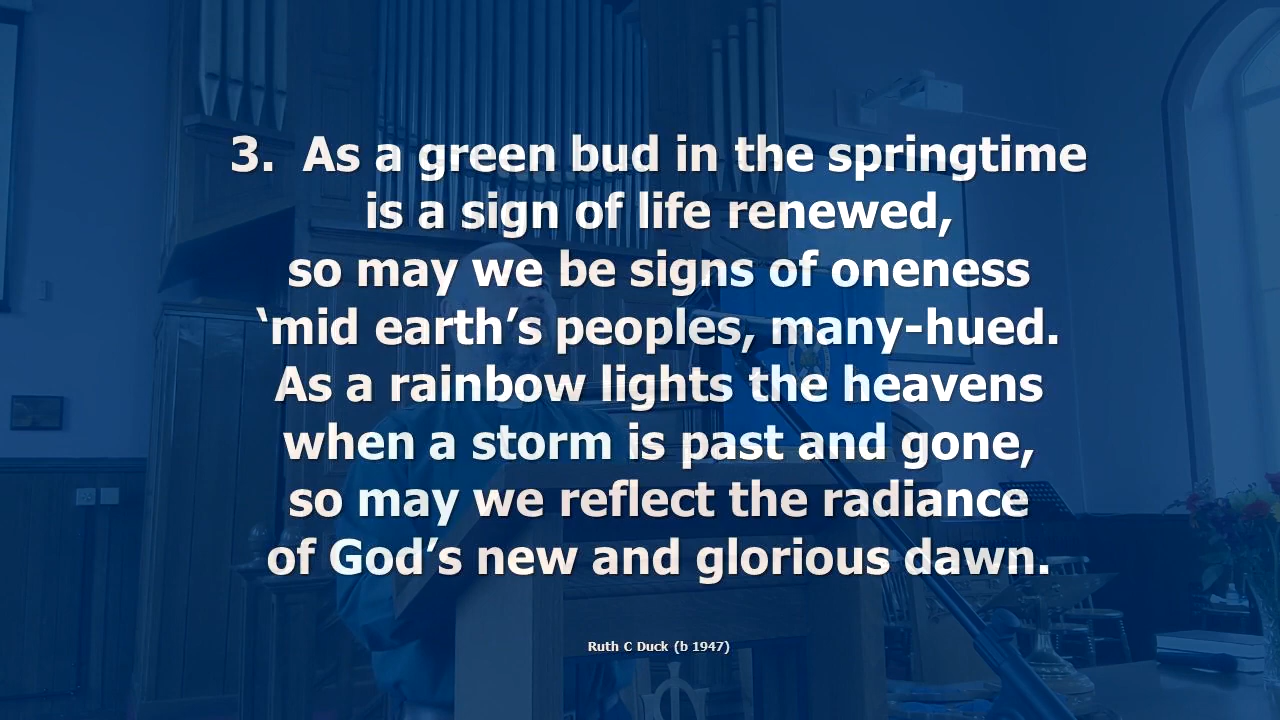 3. As a green bud in the springtime
is a sign of life renewed,
so may we be signs of oneness
‘mid earth’s peoples, many-hued.
As a rainbow lights the heavens
when a storm is past and gone,
so may we reflect the radiance
of God’s new and glorious dawn.
Ruth C Duck (b 1947)